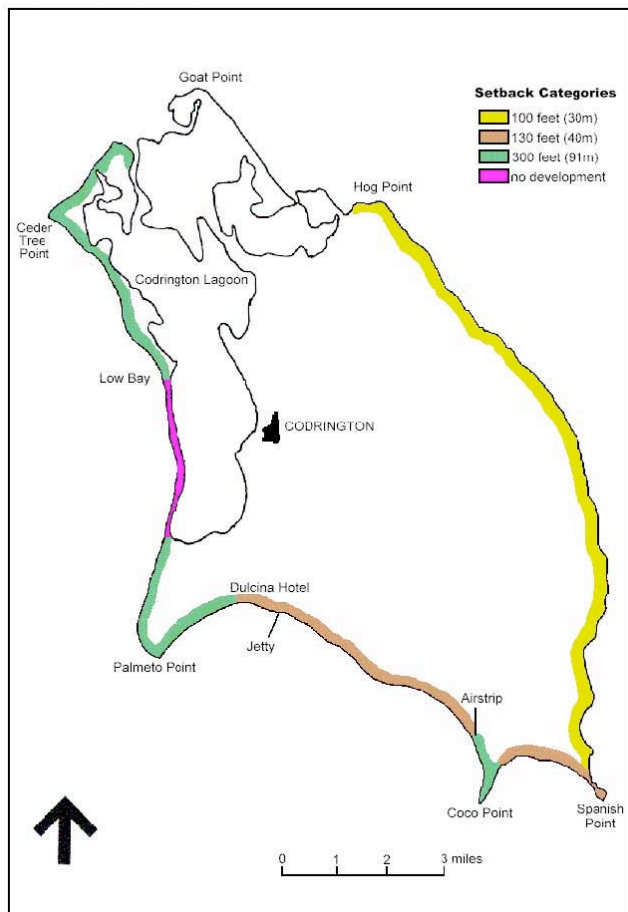 Goat Point
Setback Categories
100 feet (30m)
130 feet (40m)
300 feet (91m)
no development
Hog Point
Ceder
Tree
Point
Codrington Lagoon
Low Bay
CODRINGTON
Dulcina Hotel
Jetty
Palmeto Point
Airstrip
Coco Point
Spanish
Point
0 1 2 3 miles